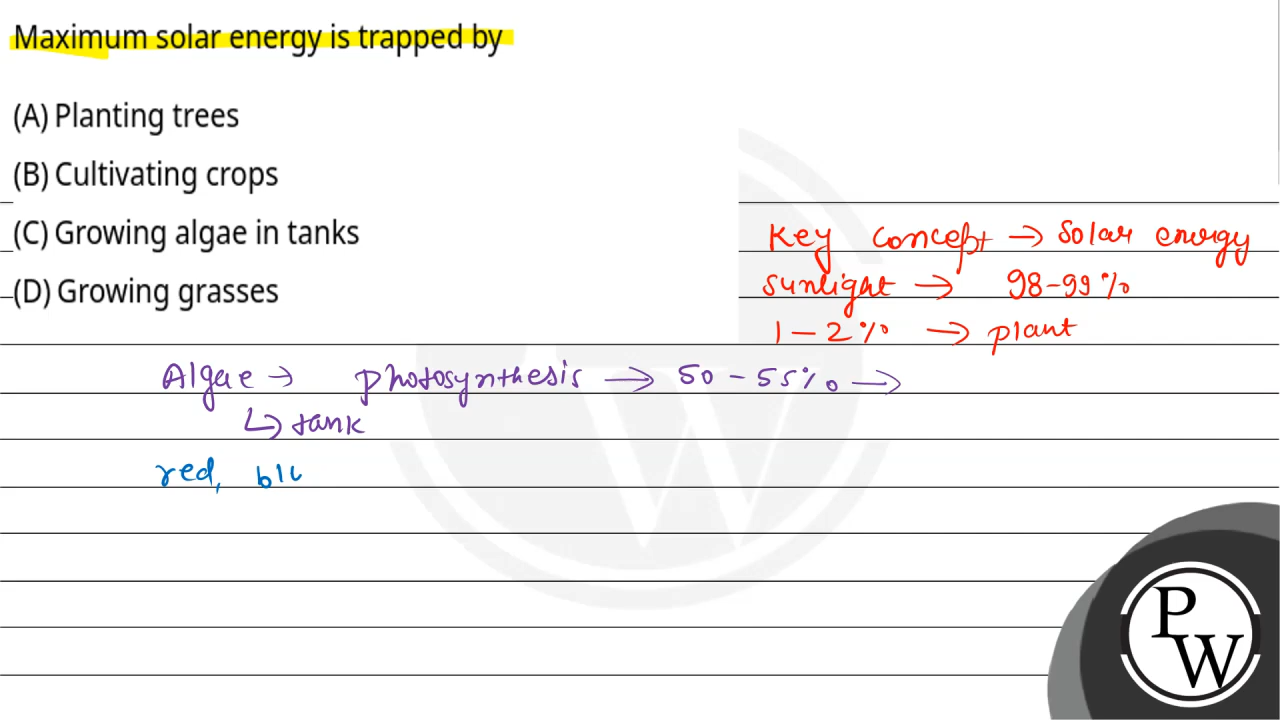 Maximum solar energy is trapped by
(A) Planting trees
(B) Cultivating crops
(C) Growing algae in tanks
(D) Growing grasses
Key concept → solar energy
sunlight → 98-99%
1-2% → plant
Algae → photosynthesis → 50-55% →
↳ tank
red, blu
P
W